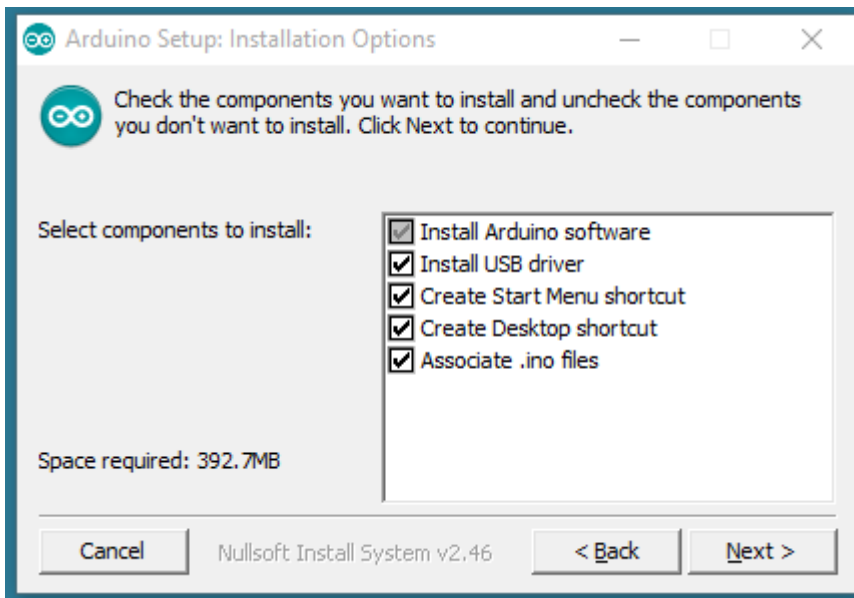 Arduino Setup: Installation Options
Check the components you want to install and uncheck the components
you don't want to install. Click Next to continue.
Select components to install:
Install Arduino software
Install USB driver
Create Start Menu shortcut
Create Desktop shortcut
Associate .ino files
Space required: 392.7MB
Cancel
Nullsoft Install System v2.46
< Back
Next >